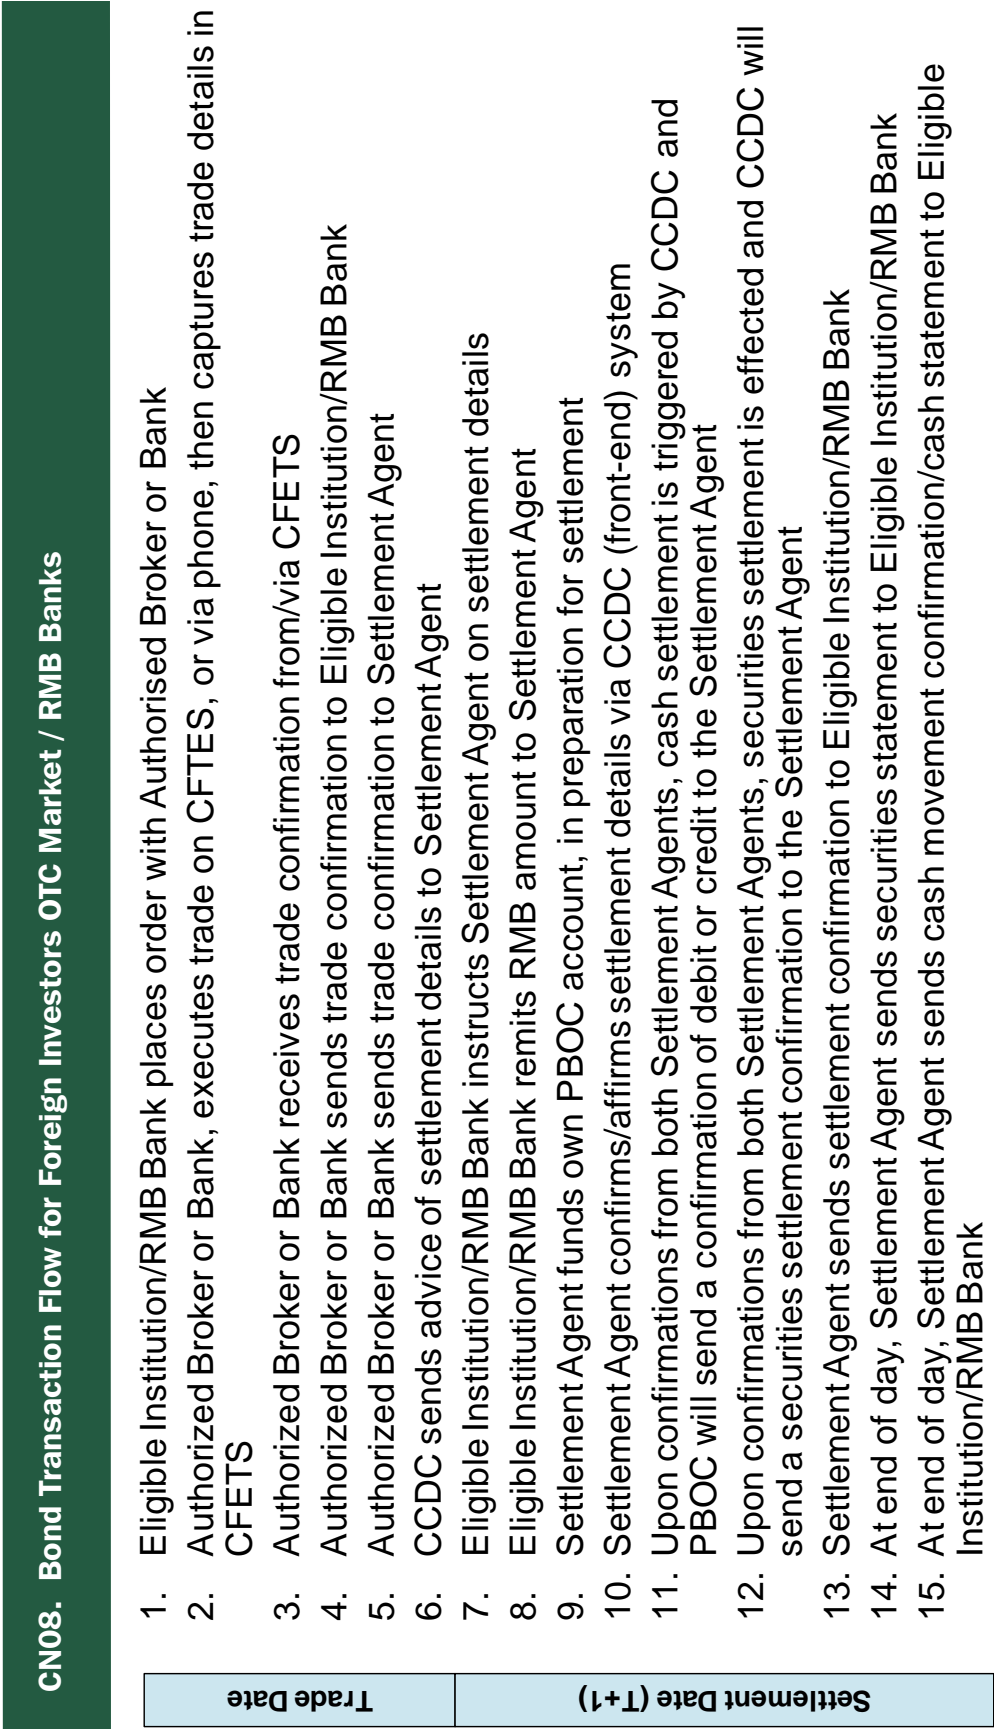 CN08. Bond Transaction Flow for Foreign Investors OTC Market / RMB Banks
Trade Date
1. Eligible Institution/RMB Bank places order with Authorised Broker or Bank
2. Authorized Broker or Bank, executes trade on CFTES, or via phone, then captures trade details in
CFETS
3. Authorized Broker or Bank receives trade confirmation from/via CFETS
4. Authorized Broker or Bank sends trade confirmation to Eligible Institution/RMB Bank
5. Authorized Broker or Bank sends trade confirmation to Settlement Agent
6. CCDC sends advice of settlement details to Settlement Agent
Settlement Date (T+1)
7. Eligible Institution/RMB Bank instructs Settlement Agent on settlement details
8. Eligible Institution/RMB Bank remits RMB amount to Settlement Agent
9. Settlement Agent funds own PBOC account, in preparation for settlement
10. Settlement Agent confirms/affirms settlement details via CCDC (front-end) system
11. Upon confirmations from both Settlement Agents, cash settlement is triggered by CCDC and
PBOC will send a confirmation of debit or credit to the Settlement Agent
12. Upon confirmations from both Settlement Agents, securities settlement is effected and CCDC will
send a securities settlement confirmation to the Settlement Agent
13. Settlement Agent sends settlement confirmation to Eligible Institution/RMB Bank
14. At end of day, Settlement Agent sends securities statement to Eligible Institution/RMB Bank
15. At end of day, Settlement Agent sends cash movement confirmation/cash statement to Eligible
Institution/RMB Bank